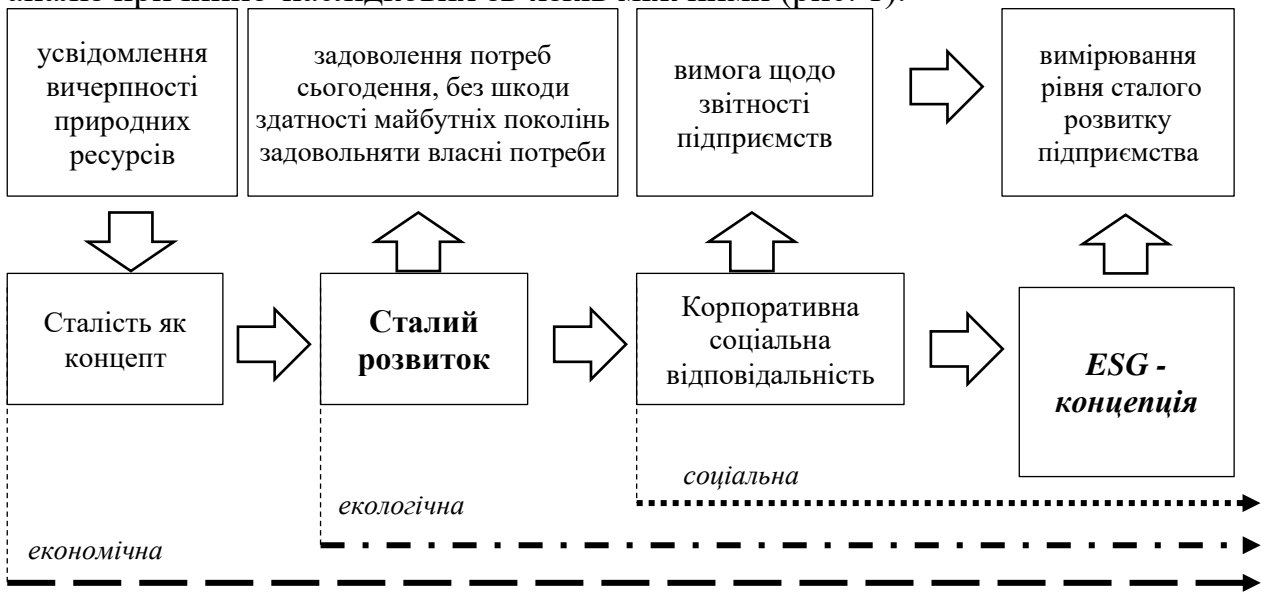 усвідомлення
вичерпності
природних
ресурсів
задоволення потреб
сьогодення, без шкоди
здатності майбутніх поколінь
задовольняти власні потреби
вимога щодо
звітності
підприємств
вимірювання
рівня сталого
розвитку
підприємства
Сталість як
концепт
Сталий
розвиток
Корпоративна
соціальна
відповідальність
ESG -
концепція
соціальна
екологічна
економічна